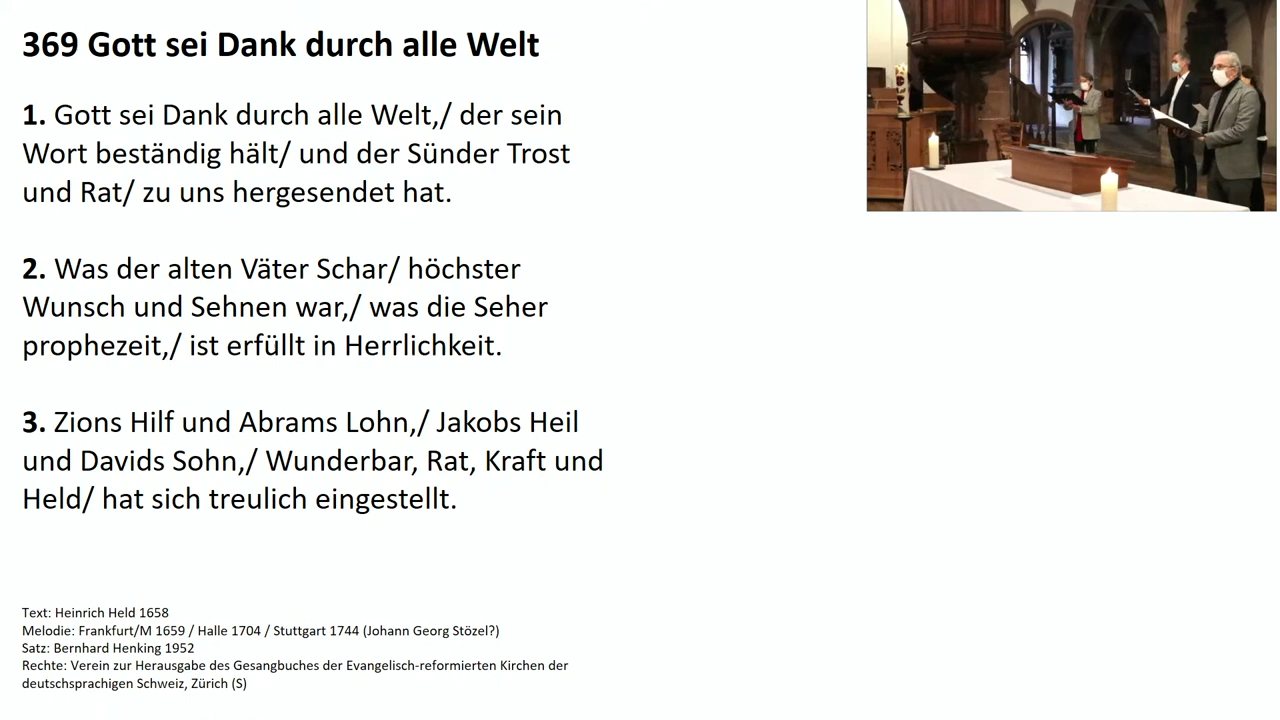 369 Gott sei Dank durch alle Welt
1. Gott sei Dank durch alle Welt,/ der sein
Wort beständig hält/ und der Sünder Trost
und Rat/ zu uns hergesendet hat.
2. Was der alten Väter Schar/ höchster
Wunsch und Sehnen war,/ was die Seher
prophezeit,/ ist erfüllt in Herrlichkeit.
3. Zions Hilf und Abrams Lohn,/ Jakobs Heil
und Davids Sohn,/ Wunderbar, Rat, Kraft und
Held/ hat sich treulich eingestellt.
Text: Heinrich Held 1658
Melodie: Frankfurt/M 1659 / Halle 1704 / Stuttgart 1744 (Johann Georg Stözel?)
Satz: Bernhard Henking 1952
Rechte: Verein zur Herausgabe des Gesangbuches der Evangelisch-reformierten Kirchen der
deutschsprachigen Schweiz, Zürich (S)